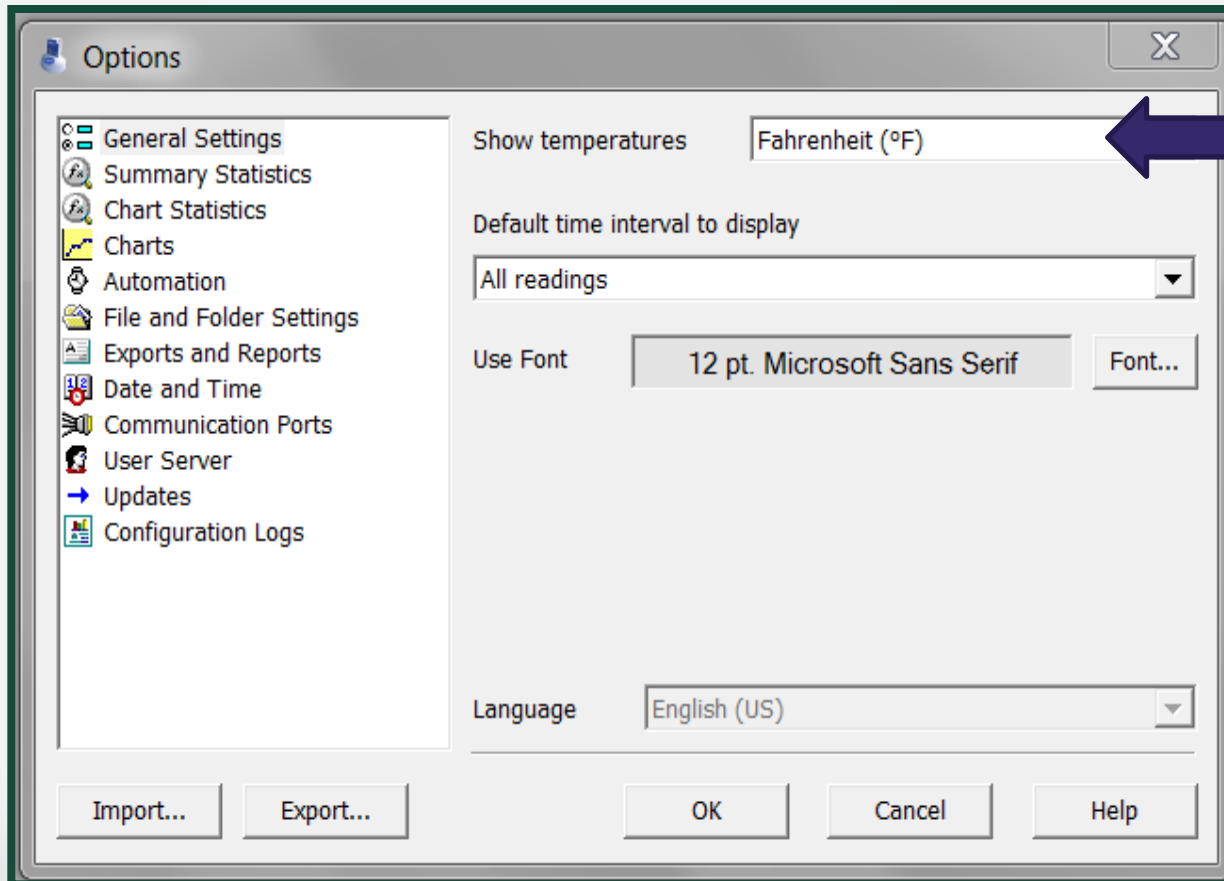 Options
General Settings
Summary Statistics
Chart Statistics
Charts
Automation
File and Folder Settings
Exports and Reports
Date and Time
Communication Ports
User Server
Updates
Configuration Logs
Show temperatures
Fahrenheit (°F)
Default time interval to display
All readings
Use Font
12 pt. Microsoft Sans Serif
Font...
Language
English (US)
Import...
Export...
OK
Cancel
Help